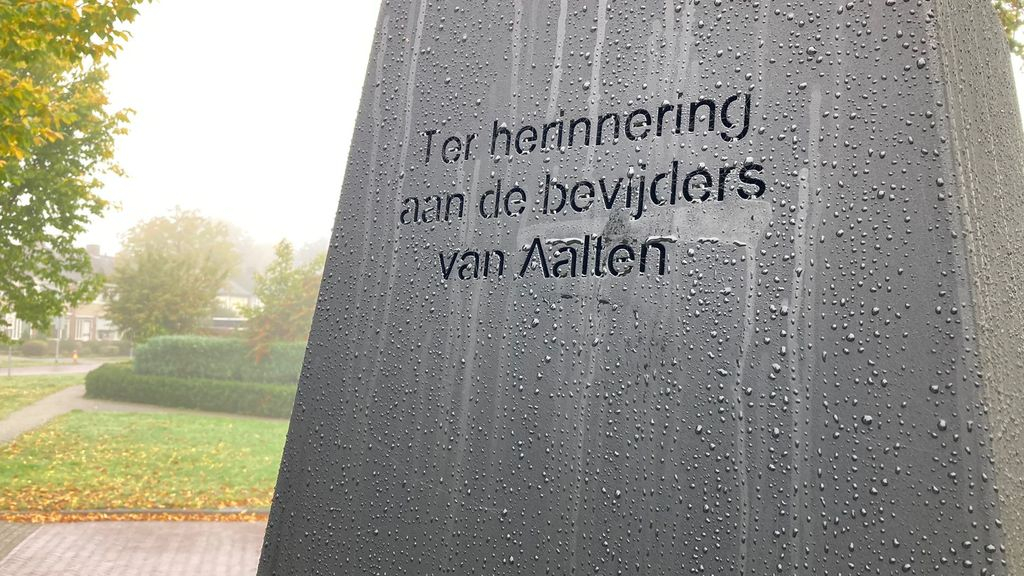 Ter herinnering
aan de bevijders
van Aalten